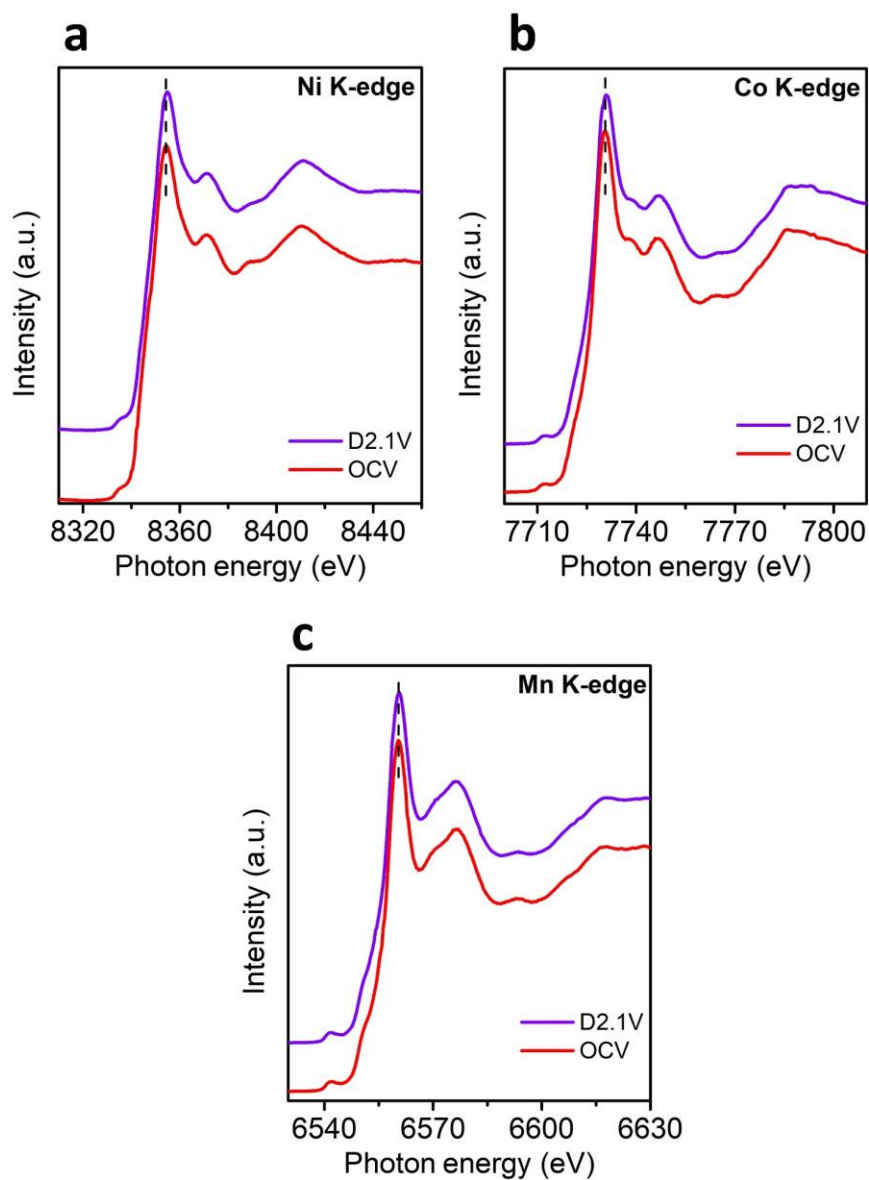 a
Ni K-edge
Intensity (a.u.)
D2.1V
OCV
8320 8360 8400 8440
Photon energy (eV)
b
Co K-edge
Intensity (a.u.)
D2.1V
OCV
7710 7740 7770 7800
Photon energy (eV)
c
Mn K-edge
Intensity (a.u.)
D2.1V
OCV
6540 6570 6600 6630
Photon energy (eV)